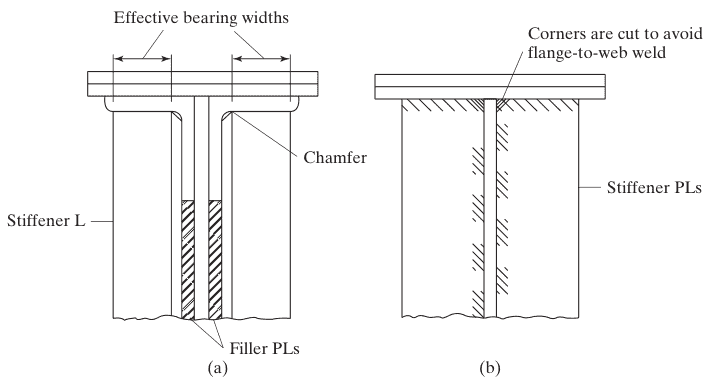 Effective bearing widths
Corners are cut to avoid
flange-to-web weld
Chamfer
Stiffener L
Stiffener PLs
Filler PLs
(a)
(b)